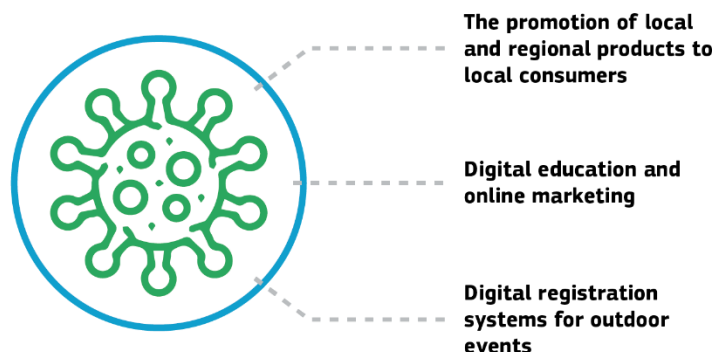 The promotion of local
and regional products to
local consumers
Digital education and
online marketing
Digital registration
systems for outdoor
events